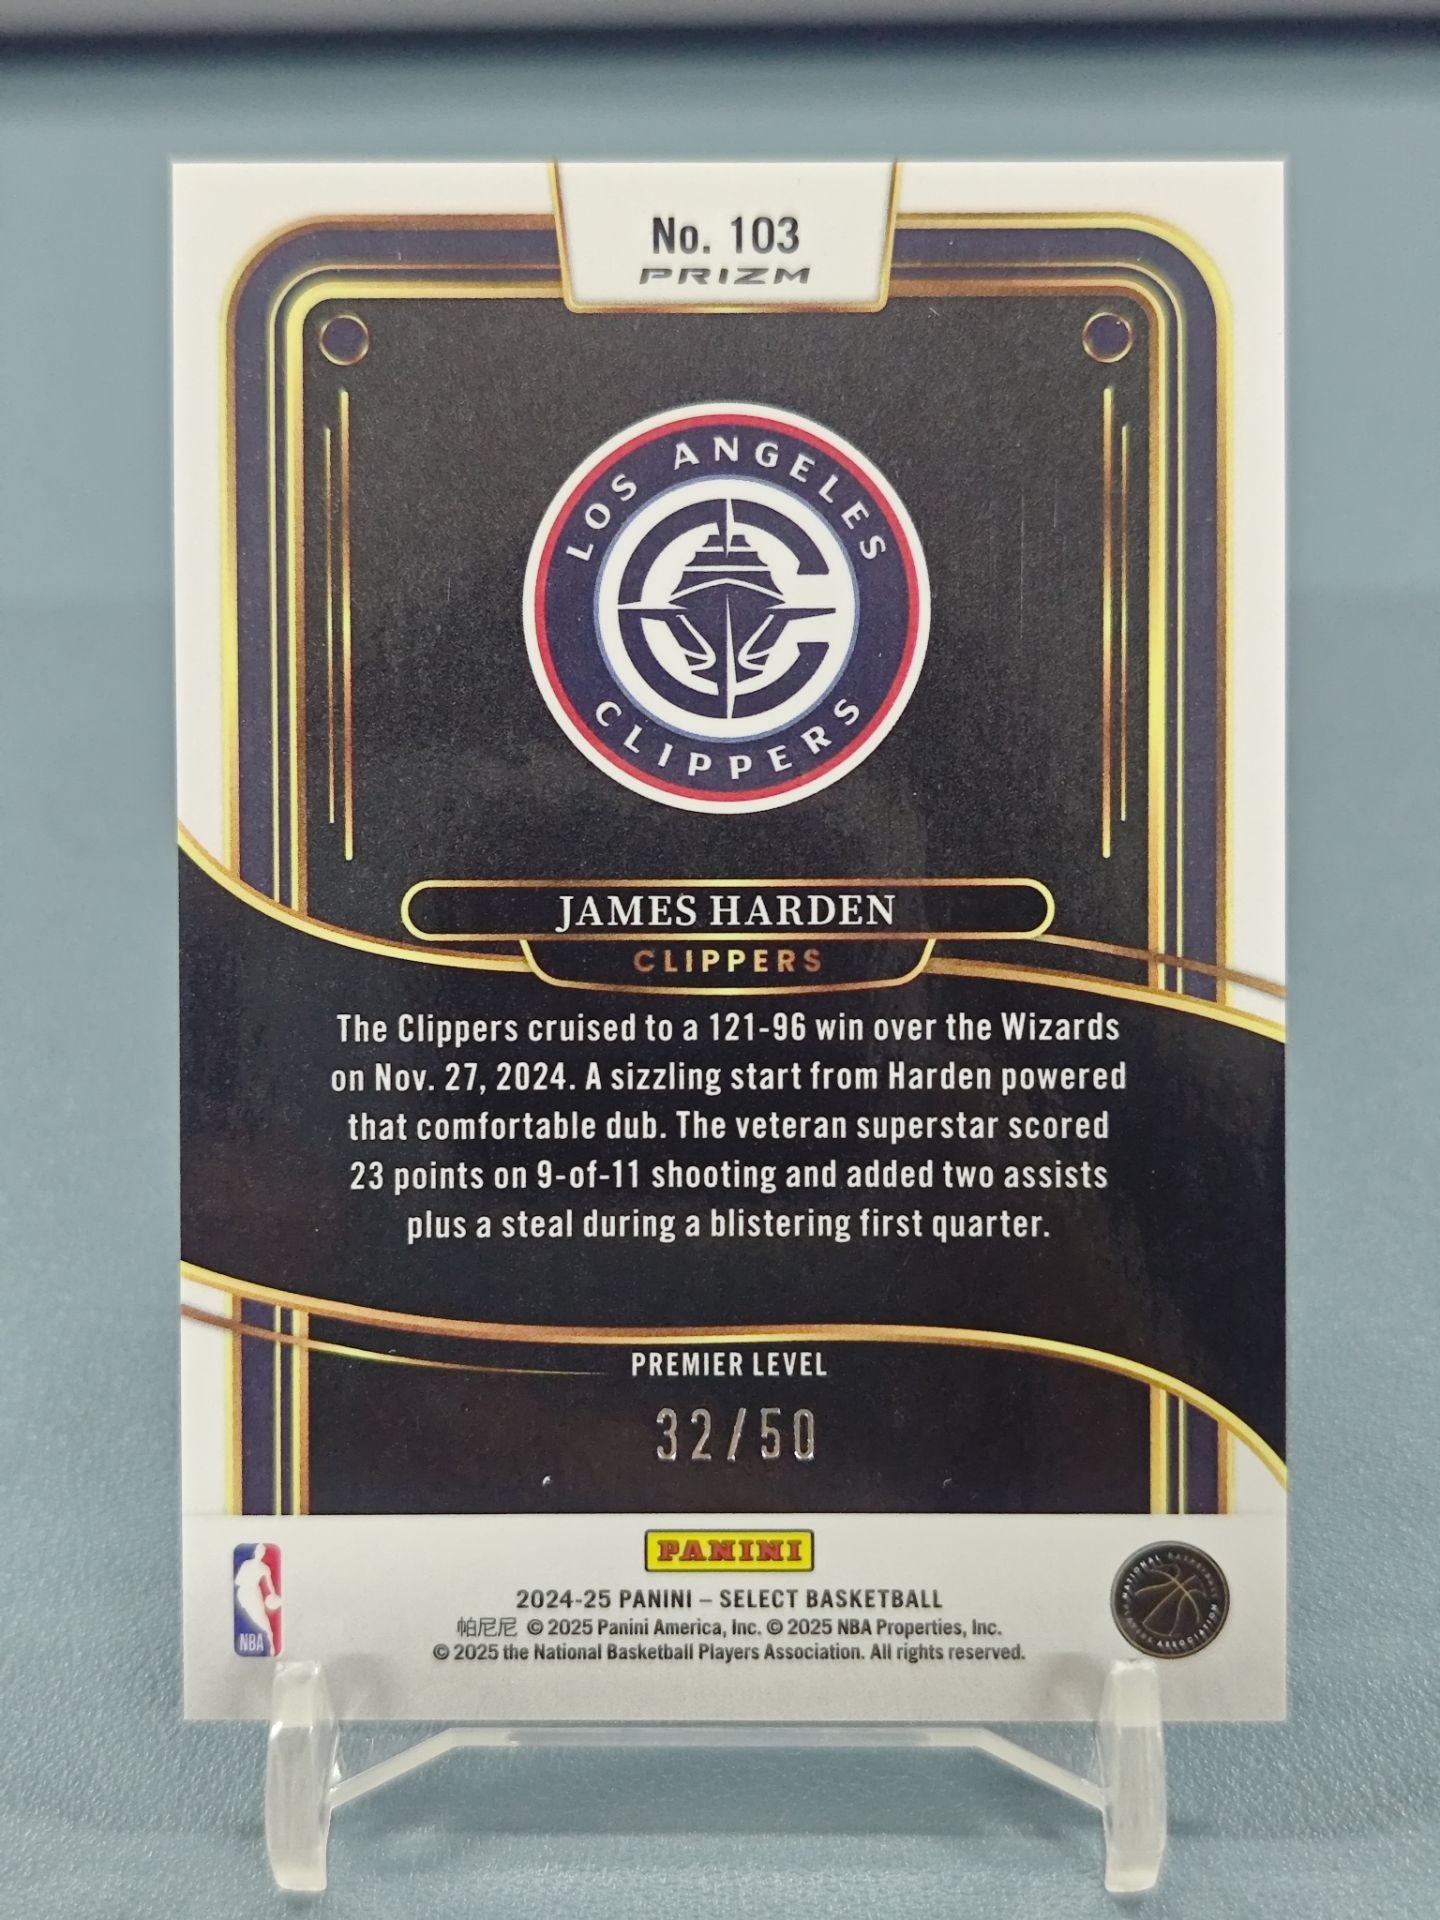 No. 103
PRIZM
LOS ANGELES
CLIPPERS
JAMES HARDEN
CLIPPERS
The Clippers cruised to a 121-96 win over the Wizards
on Nov. 27, 2024. A sizzling start from Harden powered
that comfortable dub. The veteran superstar scored
23 points on 9-of-11 shooting and added two assists
plus a steal during a blistering first quarter.
PREMIER LEVEL
32/50
PANINI
NBA
2024-25 PANINI – SELECT BASKETBALL
帕尼尼 © 2025 Panini America, Inc. © 2025 NBA Properties, Inc.
© 2025 the National Basketball Players Association. All rights reserved.
NATIONAL BASKETBALL
PLAYERS ASSOCIATION